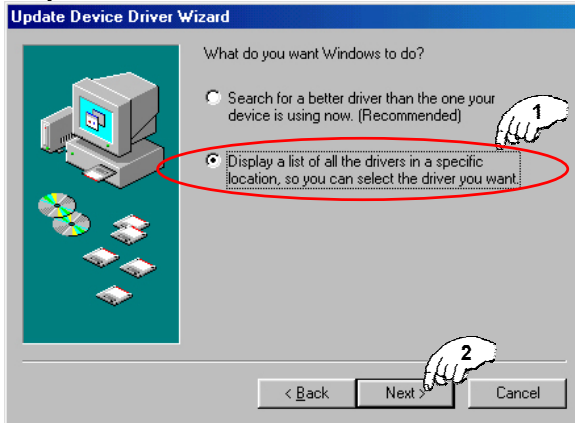 Update Device Driver Wizard
What do you want Windows to do?
Search for a better driver than the one your
device is using now. (Recommended)
1
Display a list of all the drivers in a specific
location, so you can select the driver you want.
2
< Back
Next >
Cancel